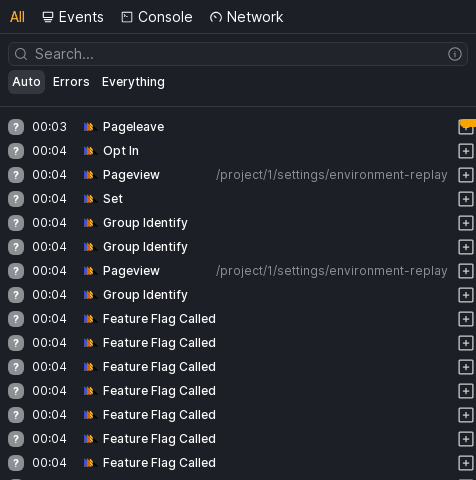 All Events Console Network
Search...
Auto Errors Everything
? 00:03 Pageleave
? 00:04 Opt In
? 00:04 Pageview /project/1/settings/environment-replay
? 00:04 Set
? 00:04 Group Identify
? 00:04 Group Identify
? 00:04 Pageview /project/1/settings/environment-replay
? 00:04 Group Identify
? 00:04 Feature Flag Called
? 00:04 Feature Flag Called
? 00:04 Feature Flag Called
? 00:04 Feature Flag Called
? 00:04 Feature Flag Called
? 00:04 Feature Flag Called
? 00:04 Feature Flag Called